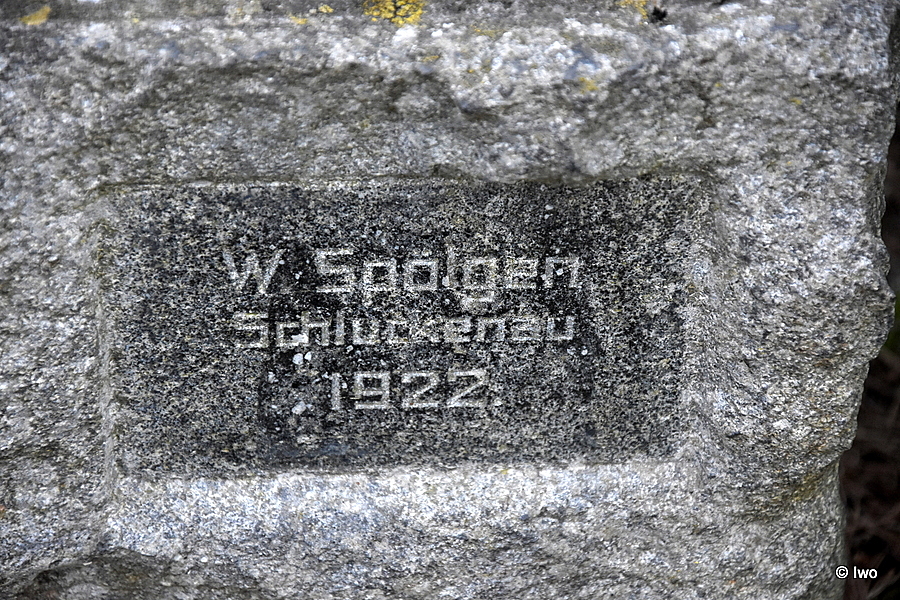 W. Spolgen
Schluckenau
1922.
© Iwo